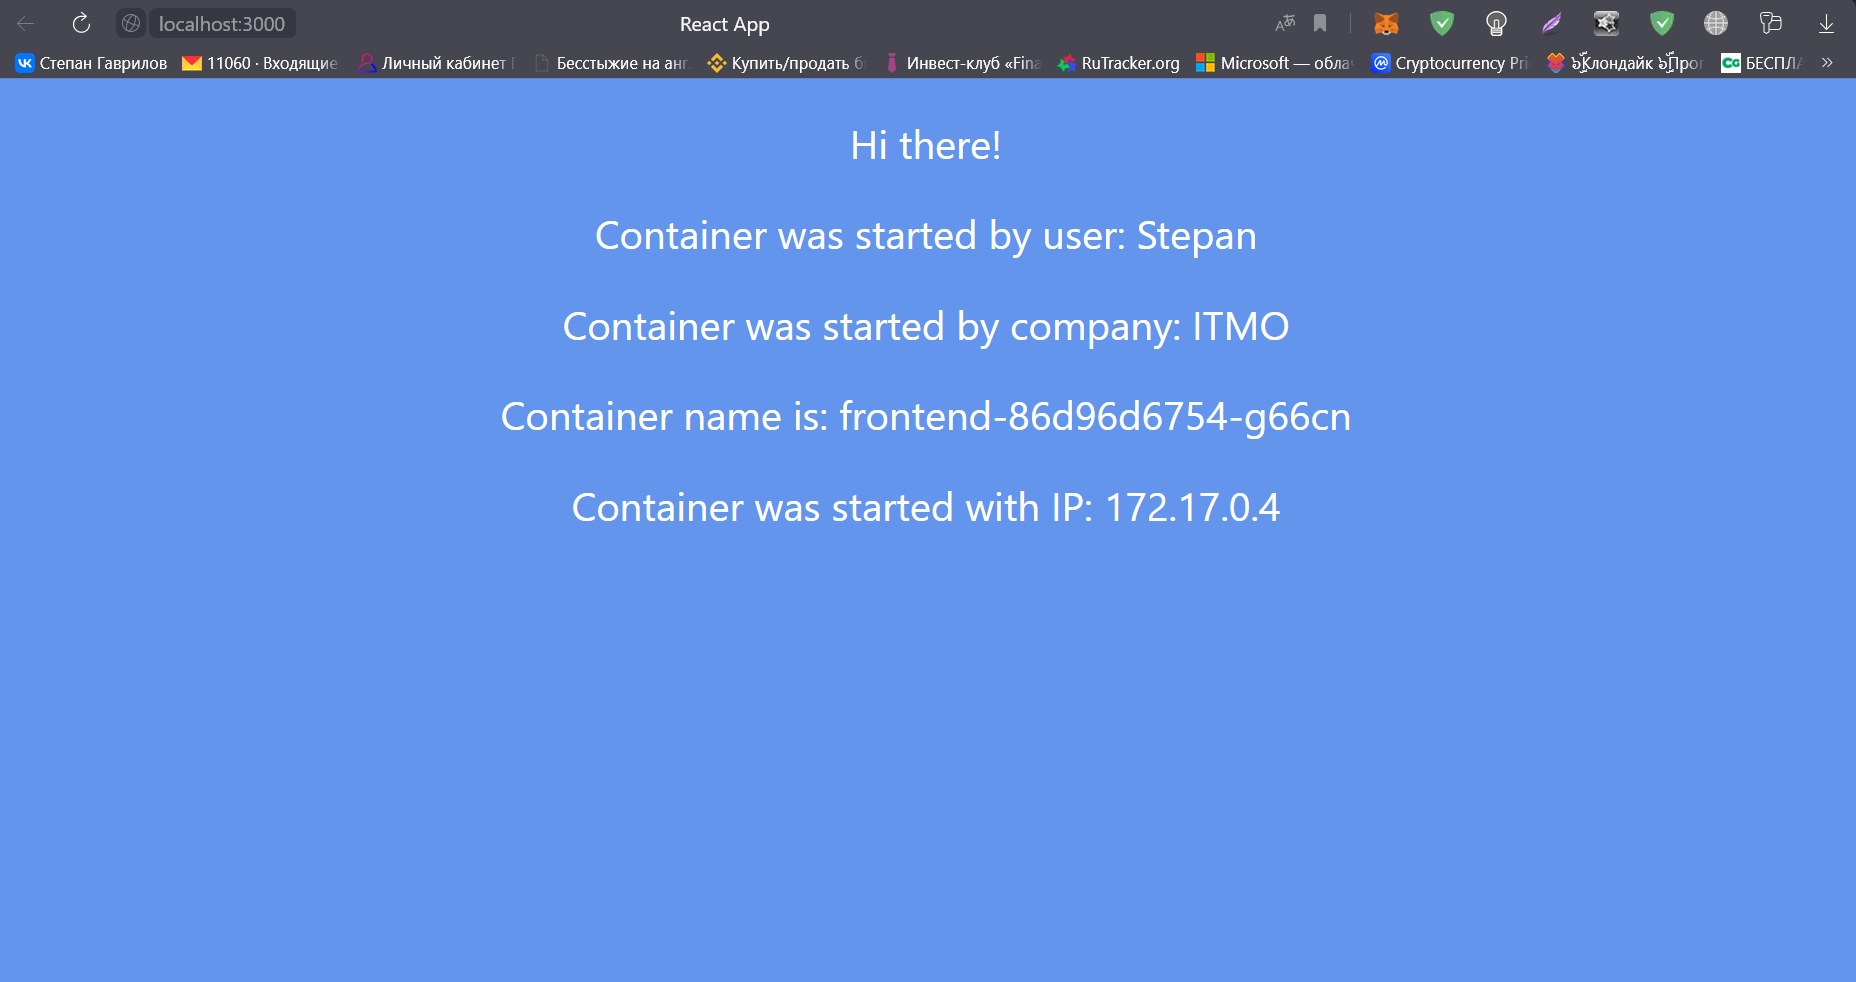 localhost:3000
React App
Степан Гаврилов
11060 · Входящие
Личный кабинет
Бесстыжие на анг
Купить/продать б
Инвест-клуб «Fina
RuTracker.org
Microsoft — обла
Cryptocurrency Pri
Клондайк
БЕСПЛ
Hi there!
Container was started by user: Stepan
Container was started by company: ITMO
Container name is: frontend-86d96d6754-g66cn
Container was started with IP: 172.17.0.4